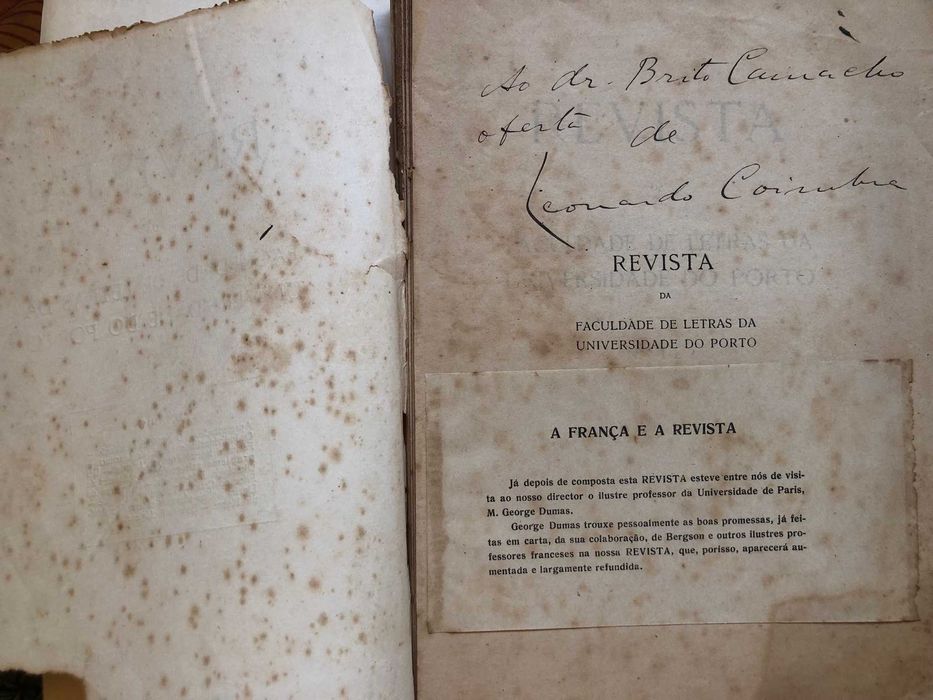 Ao dr. Brito Camacho
oferta de
Leonardo Coimbra
REVISTA
DA
FACULDADE DE LETRAS DA
UNIVERSIDADE DO PORTO
A FRANÇA E A REVISTA
Já depois de composta esta REVISTA esteve entre nós de visi-
ta ao nosso director o ilustre professor da Universidade de Paris,
M. George Dumas.
George Dumas trouxe pessoalmente as boas promessas, já fei-
tas em carta, da sua colaboração, de Bergson e outros ilustres pro-
fessores franceses na nossa REVISTA, que, porisso, aparecerá au-
mentada e largamente refundida.